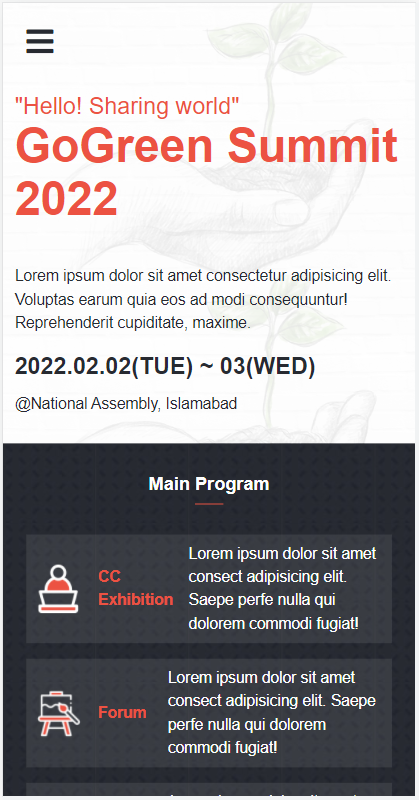 "Hello! Sharing world"
GoGreen Summit
2022
Lorem ipsum dolor sit amet consectetur adipisicing elit.
Voluptas earum quia eos ad modi consequuntur!
Reprehenderit cupiditate, maxime.
2022.02.02(TUE) ~ 03(WED)
@National Assembly, Islamabad
Main Program
CC
Exhibition
Lorem ipsum dolor sit amet
consect adipisicing elit.
Saepe perfe nulla qui
dolorem commodi fugiat!
Forum
Lorem ipsum dolor sit amet
consect adipisicing elit. Saepe
perfe nulla qui dolorem
commodi fugiat!